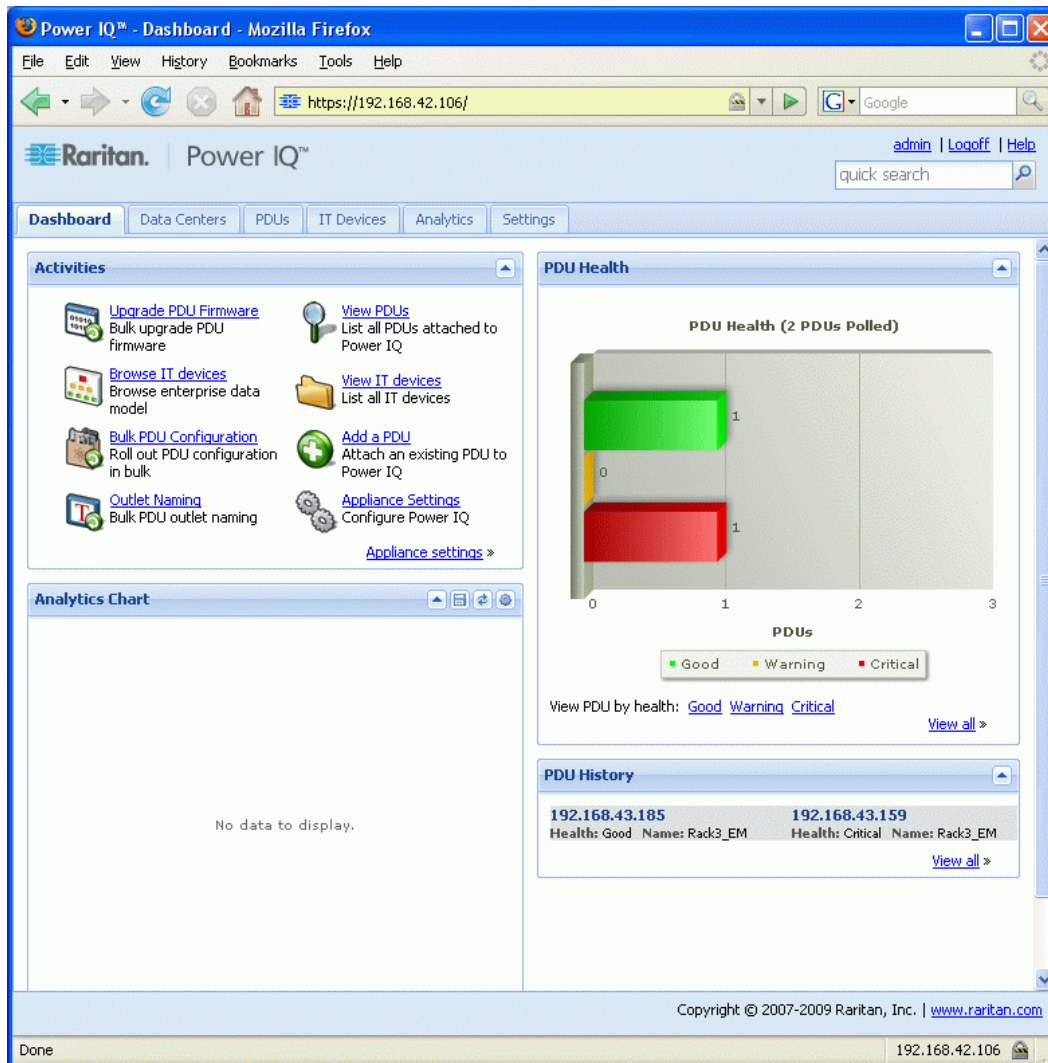 Power IQ™ - Dashboard - Mozilla Firefox
File Edit View History Bookmarks Tools Help
https://192.168.42.106/
G Google
Raritan. Power IQ™
admin | Logoff | Help
quick search
Dashboard Data Centers PDUs IT Devices Analytics Settings
Activities
Upgrade PDU Firmware
Bulk upgrade PDU
firmware
View PDUs
List all PDUs attached to
Power IQ
Browse IT devices
Browse enterprise data
model
View IT devices
List all IT devices
Bulk PDU Configuration
Roll out PDU configuration
in bulk
Add a PDU
Attach an existing PDU to
Power IQ
Outlet Naming
Bulk PDU outlet naming
Appliance Settings
Configure Power IQ
Appliance settings »
Analytics Chart
No data to display.
PDU Health
PDU Health (2 PDUs Polled)
1
0
1
0 1 2 3
PDUs
Good Warning Critical
View PDU by health: Good Warning Critical
View all »
PDU History
192.168.43.185
Health: Good Name: Rack3_EM
192.168.43.159
Health: Critical Name: Rack3_EM
View all »
Copyright © 2007-2009 Raritan, Inc. | www.raritan.com
Done
192.168.42.106